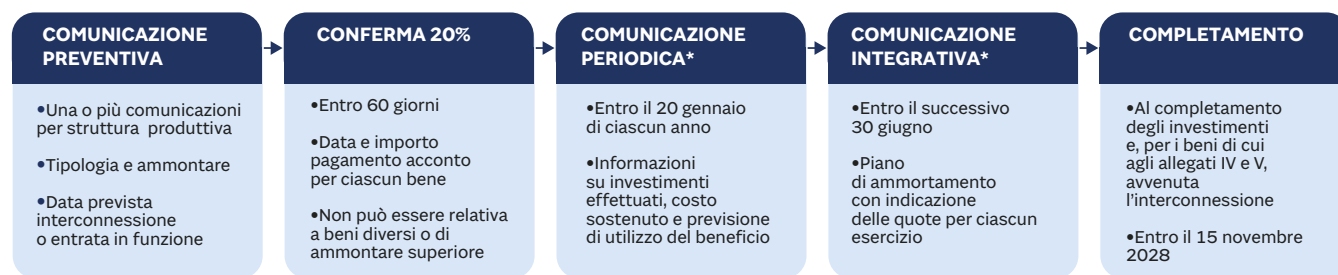 COMUNICAZIONE
PREVENTIVA
•Una o più comunicazioni
per struttura produttiva
•Tipologia e ammontare
•Data prevista
interconnessione
o entrata in funzione
CONFERMA 20%
•Entro 60 giorni
•Data e importo
pagamento acconto
per ciascun bene
•Non può essere relativa
a beni diversi o di
ammontare superiore
COMUNICAZIONE
PERIODICA*
•Entro il 20 gennaio
di ciascun anno
•Informazioni
su investimenti
effettuati, costo
sostenuto e previsione
di utilizzo del beneficio
COMUNICAZIONE
INTEGRATIVA*
•Entro il successivo
30 giugno
•Piano
di ammortamento
con indicazione
delle quote per ciascun
esercizio
COMPLETAMENTO
•Al completamento
degli investimenti
e, per i beni di cui
agli allegati IV e V,
avvenuta
l'interconnessione
•Entro il 15 novembre
2028